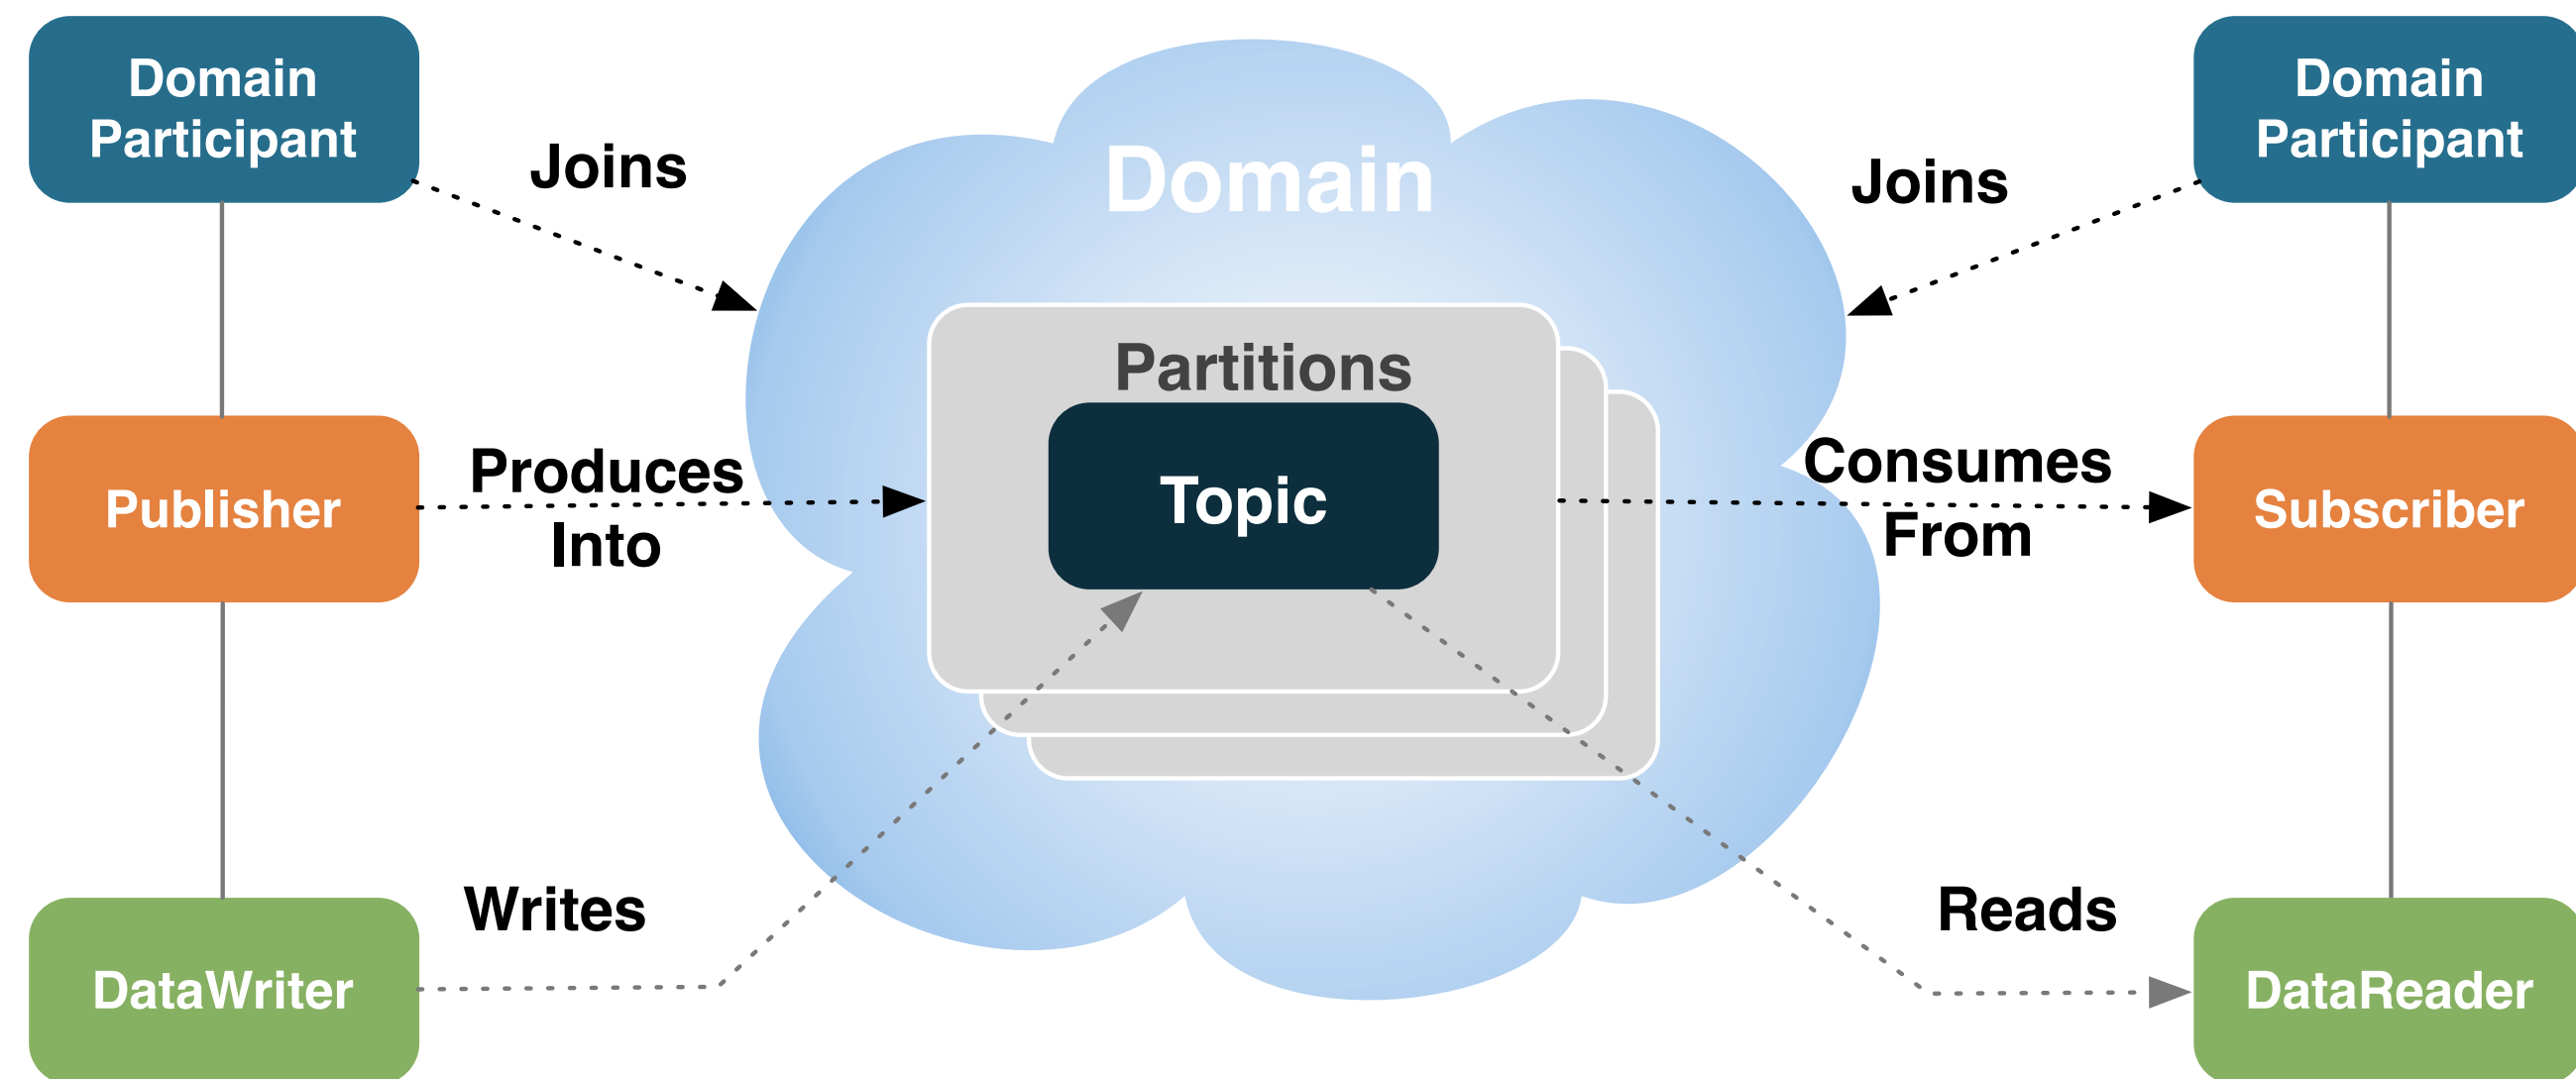 Domain
Participant
Joins
Domain
Joins
Domain
Participant
Partitions
Publisher
Produces
Into
Topic
Consumes
From
Subscriber
DataWriter
Writes
Reads
DataReader